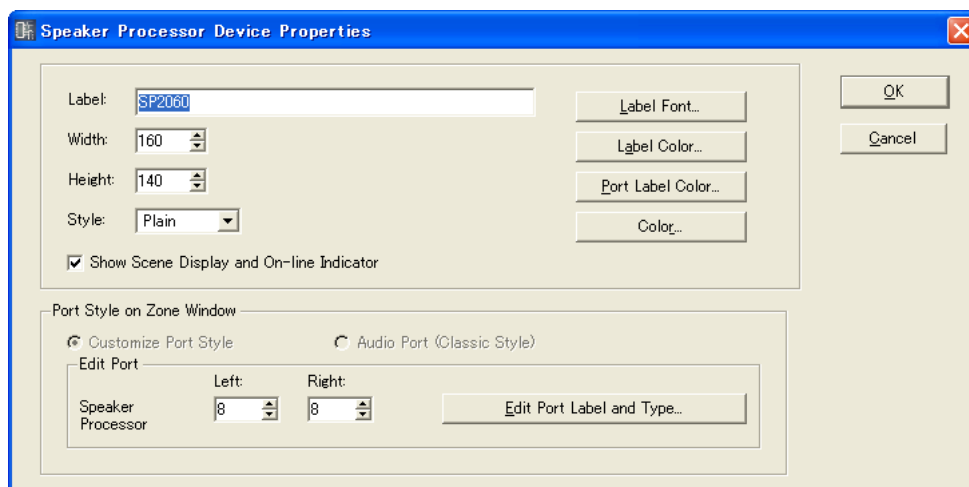 Speaker Processor Device Properties
Label: SP2060
Label Font...
OK
Width: 160
Label Color...
Cancel
Height: 140
Port Label Color...
Style: Plain
Color...
Show Scene Display and On-line Indicator
Port Style on Zone Window
Customize Port Style
Audio Port (Classic Style)
Edit Port
Left:
Right:
Speaker
Processor
8
8
Edit Port Label and Type...